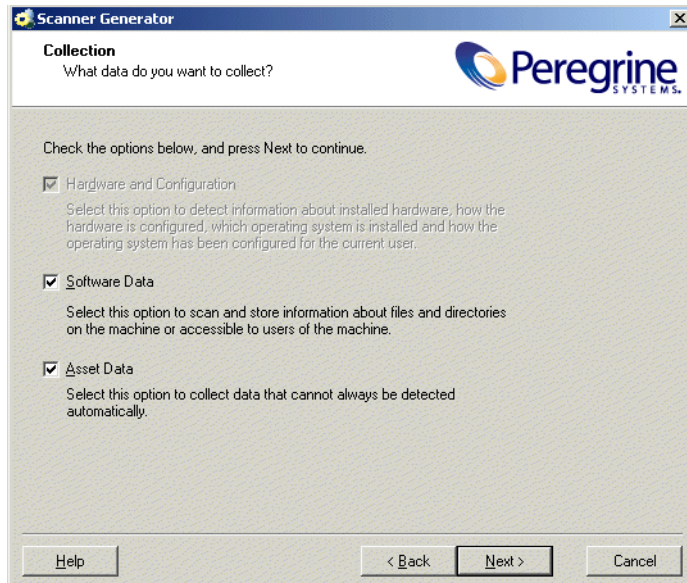 Scanner Generator
Collection
What data do you want to collect?
Peregrine
SYSTEMS.
Check the options below, and press Next to continue.
Hardware and Configuration
Select this option to detect information about installed hardware, how the
hardware is configured, which operating system is installed and how the
operating system has been configured for the current user.
Software Data
Select this option to scan and store information about files and directories
on the machine or accessible to users of the machine.
Asset Data
Select this option to collect data that cannot always be detected
automatically.
Help
< Back
Next >
Cancel